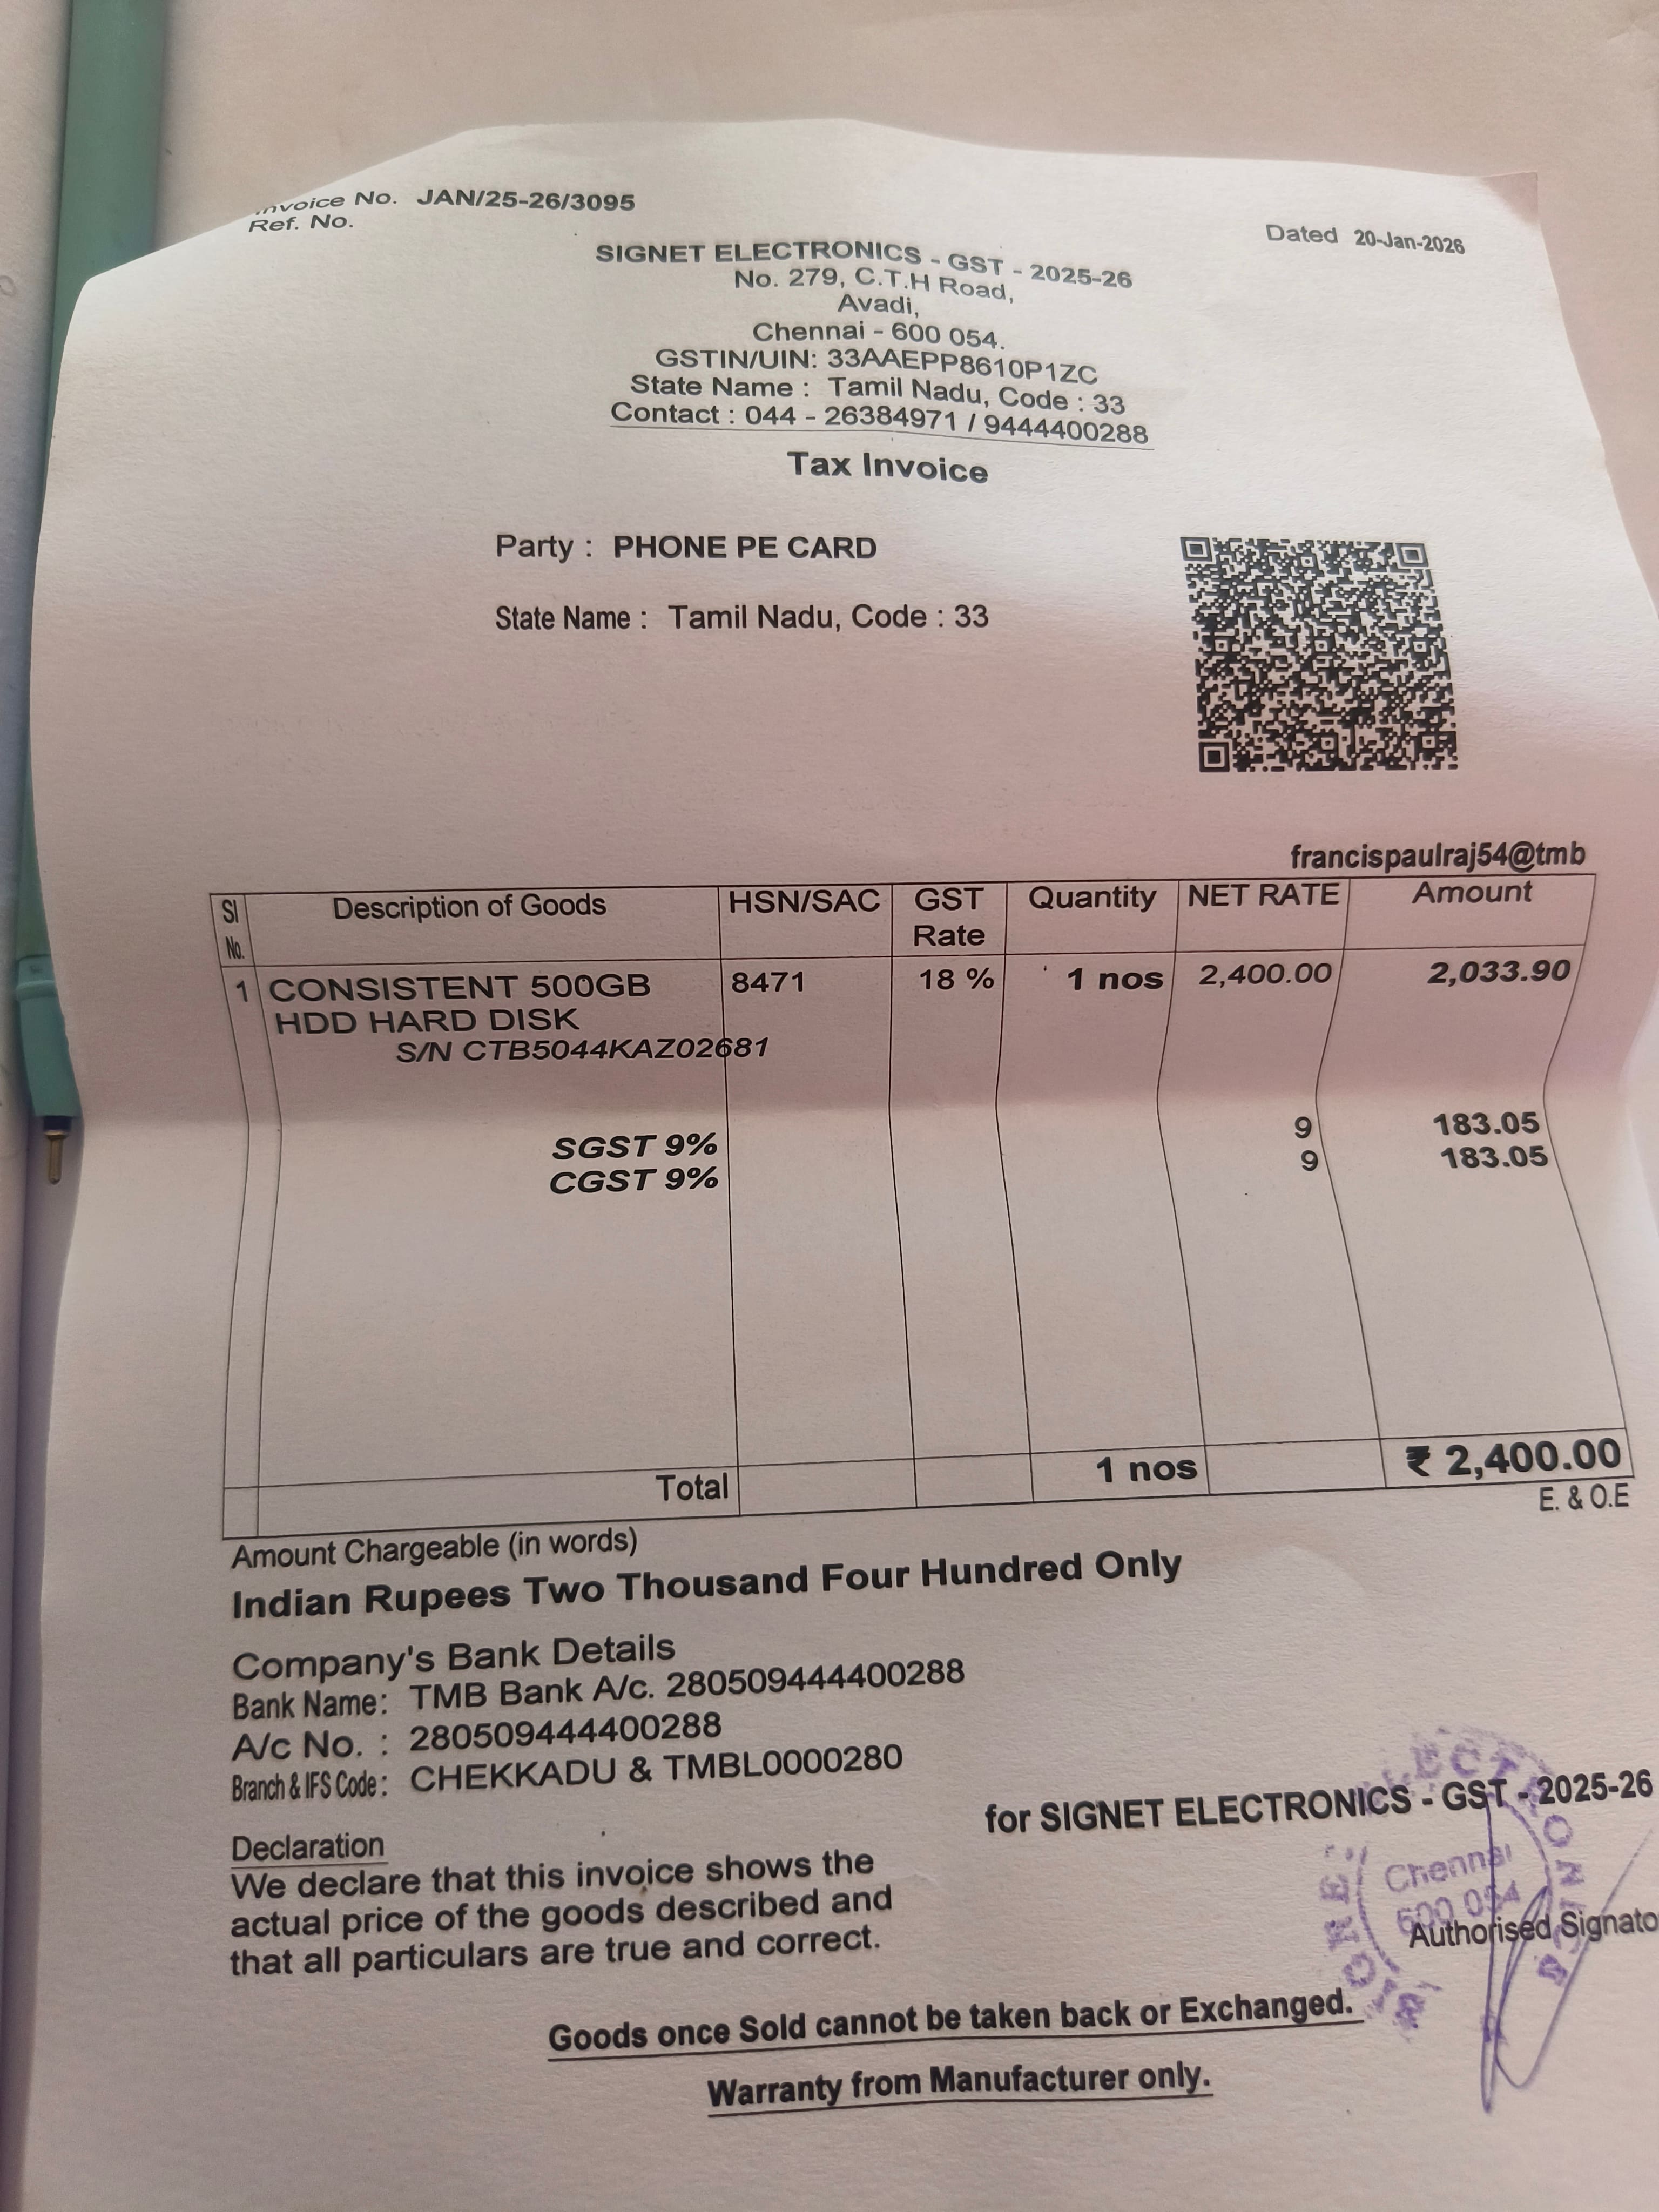 Invoice No. JAN/25-26/3095
Ref. No.
Dated 20-Jan-2026
SIGNET ELECTRONICS - GST - 2025-26
No. 279, C.T.H Road,
Avadi,
Chennai - 600 054.
GSTIN/UIN: 33AAEPP8610P1ZC
State Name : Tamil Nadu, Code : 33
Contact : 044 - 26384971 / 9444400288
Tax Invoice
Party : PHONE PE CARD
State Name : Tamil Nadu, Code : 33
francispaulraj54@tmb
Sl No. Description of Goods HSN/SAC GST Rate Quantity NET RATE Amount
1 CONSISTENT 500GB 8471 18 % 1 nos 2,400.00 2,033.90
HDD HARD DISK
S/N CTB5044KAZ02681
SGST 9% 9 183.05
CGST 9% 9 183.05
Total 1 nos ₹ 2,400.00
E. & O.E
Amount Chargeable (in words)
Indian Rupees Two Thousand Four Hundred Only
Company's Bank Details
Bank Name: TMB Bank A/c. 280509444400288
A/c No. : 280509444400288
Branch & IFS Code : CHEKKADU & TMBL0000280
for SIGNET ELECTRONICS - GST - 2025-26
Declaration
We declare that this invoice shows the
actual price of the goods described and
that all particulars are true and correct.
Chennai
600 054
Authorised Signato
Goods once Sold cannot be taken back or Exchanged.
Warranty from Manufacturer only.